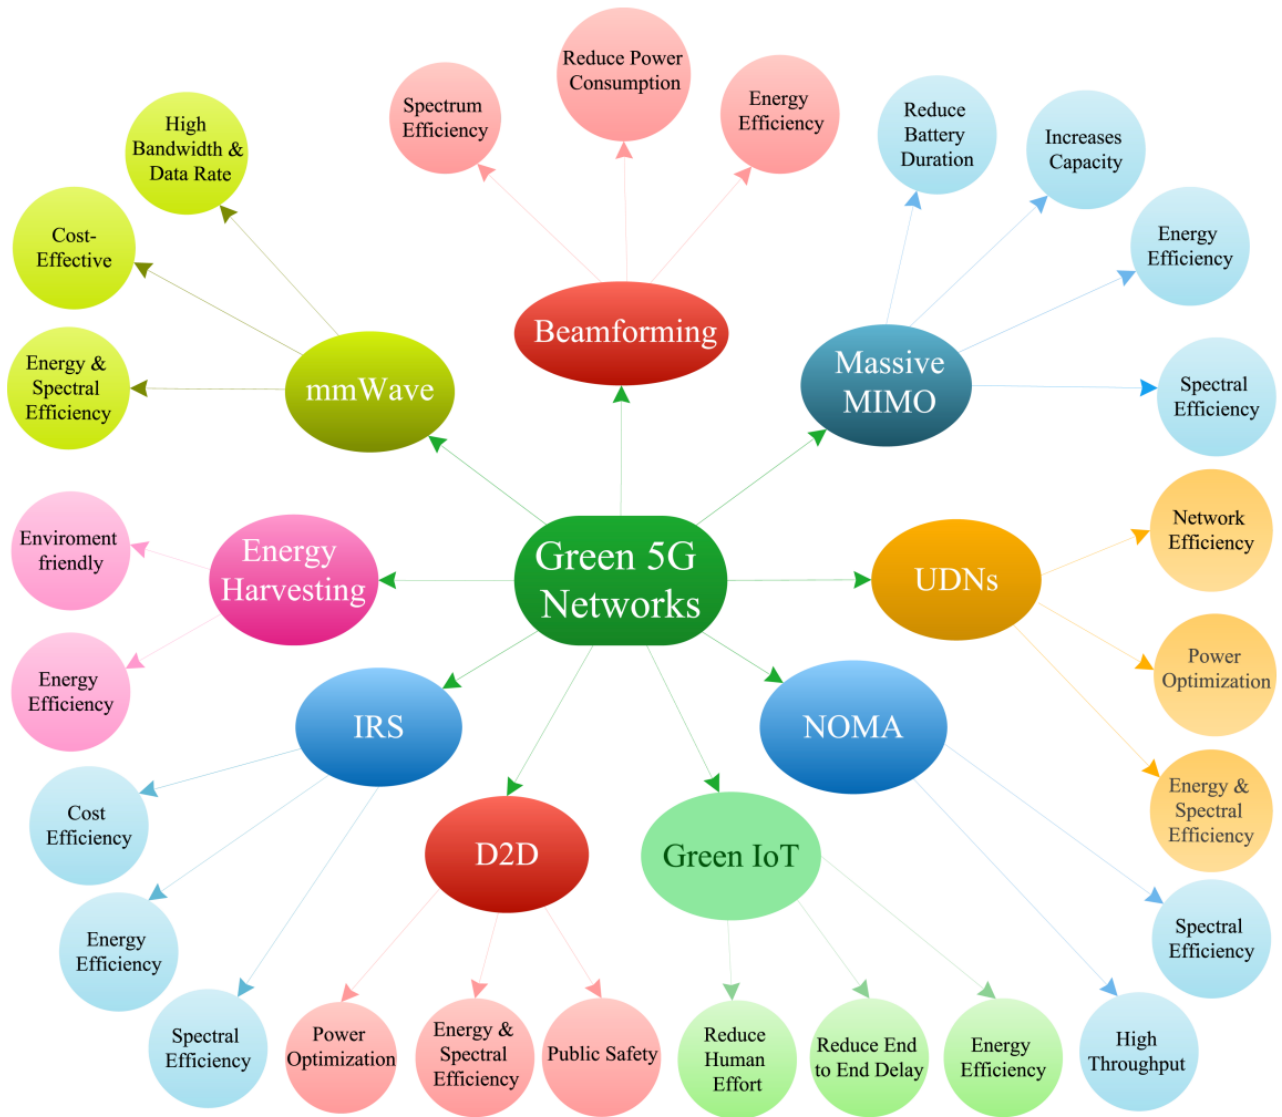 Reduce Power
Consumption
Spectrum
Efficiency
Energy
Efficiency
Reduce
Battery
Duration
Increases
Capacity
High
Bandwidth &
Data Rate
Cost-
Effective
Energy
Efficiency
Beamforming
Massive
MIMO
mmWave
Energy &
Spectral
Efficiency
Spectral
Efficiency
Network
Efficiency
Enviroment
friendly
Energy
Harvesting
Green 5G
Networks
UDNs
Energy
Efficiency
Power
Optimization
IRS
NOMA
Cost
Efficiency
Energy &
Spectral
Efficiency
D2D
Green IoT
Energy
Efficiency
Spectral
Efficiency
Spectral
Efficiency
Power
Optimization
Energy &
Spectral
Efficiency
Public Safety
Reduce
Human
Effort
Reduce End
to End Delay
Energy
Efficiency
High
Throughput